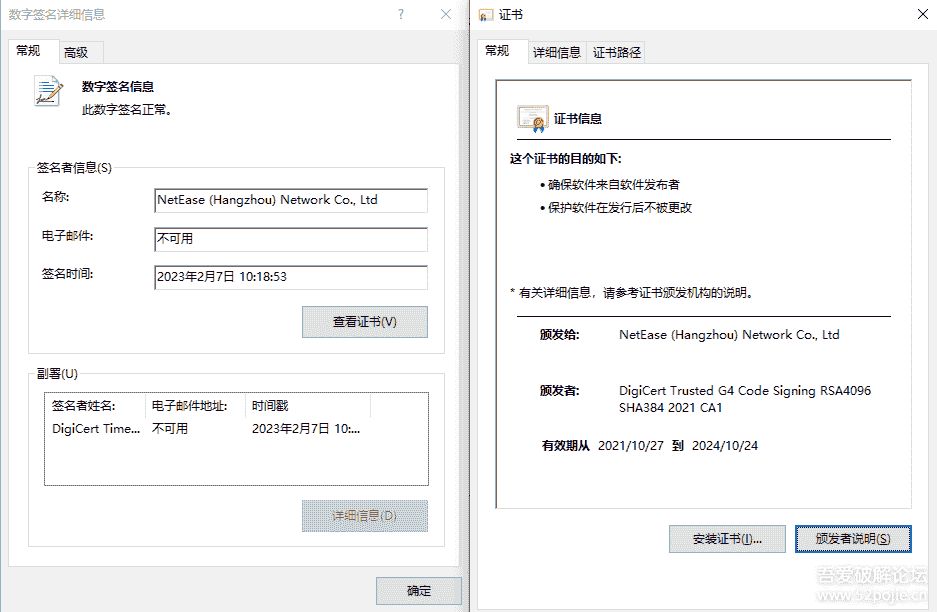 数字签名详细信息
?
常规
高级
数字签名信息
此数字签名正常。
签名者信息(S)
名称:
NetEase (Hangzhou) Network Co., Ltd
电子邮件:
不可用
签名时间:
2023年2月7日 10:18:53
查看证书(V)
副署(U)
签名者姓名: 电子邮件地址: 时间戳
DigiCert Time... 不可用 2023年2月7日 10:...
详细信息(D)
确定
证书
常规
详细信息
证书路径
证书信息
这个证书的目的如下:
• 确保软件来自软件发布者
• 保护软件在发行后不被更改
* 有关详细信息，请参考证书颁发机构的说明。
颁发给: NetEase (Hangzhou) Network Co., Ltd
颁发者: DigiCert Trusted G4 Code Signing RSA4096
SHA384 2021 CA1
有效期从 2021/10/27 到 2024/10/24
安装证书(I)...
颁发者说明(S)
吾爱破解论坛
www.52pojie.cn